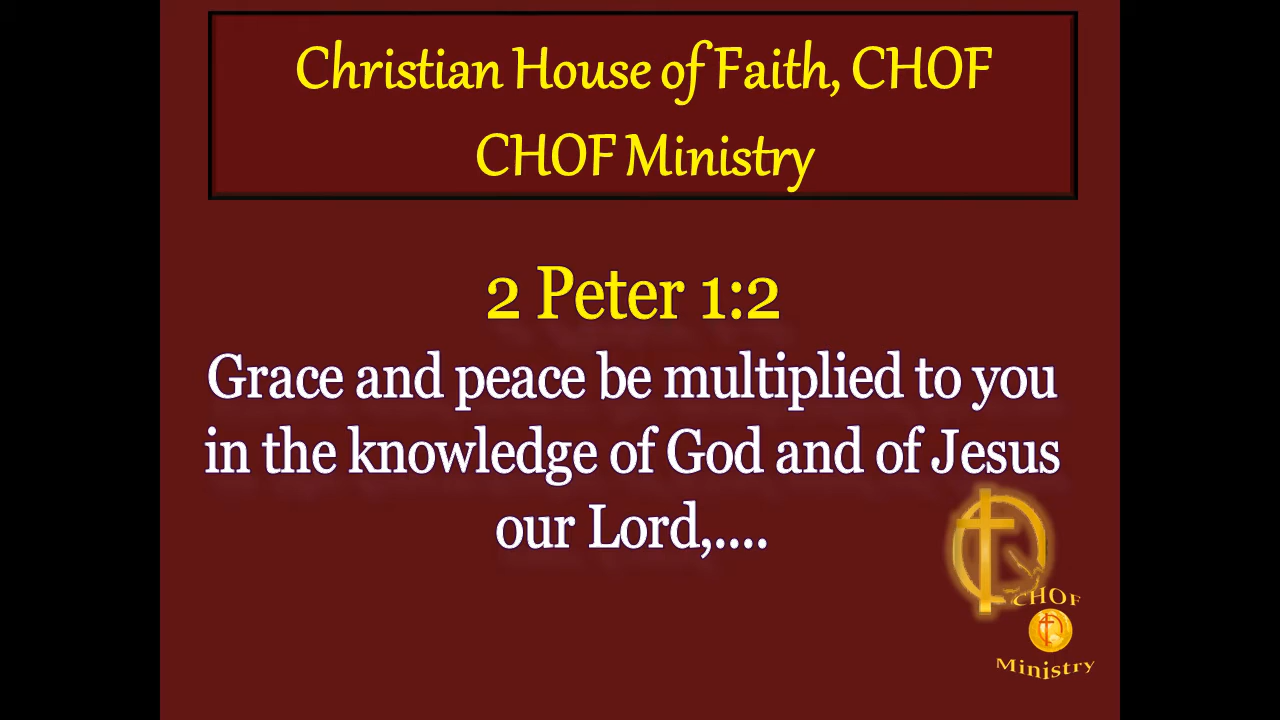 Christian House of Faith, CHOF
CHOF Ministry
2 Peter 1:2
Grace and peace be multiplied to you
in the knowledge of God and of Jesus
our Lord,....
CHOF
Ministry